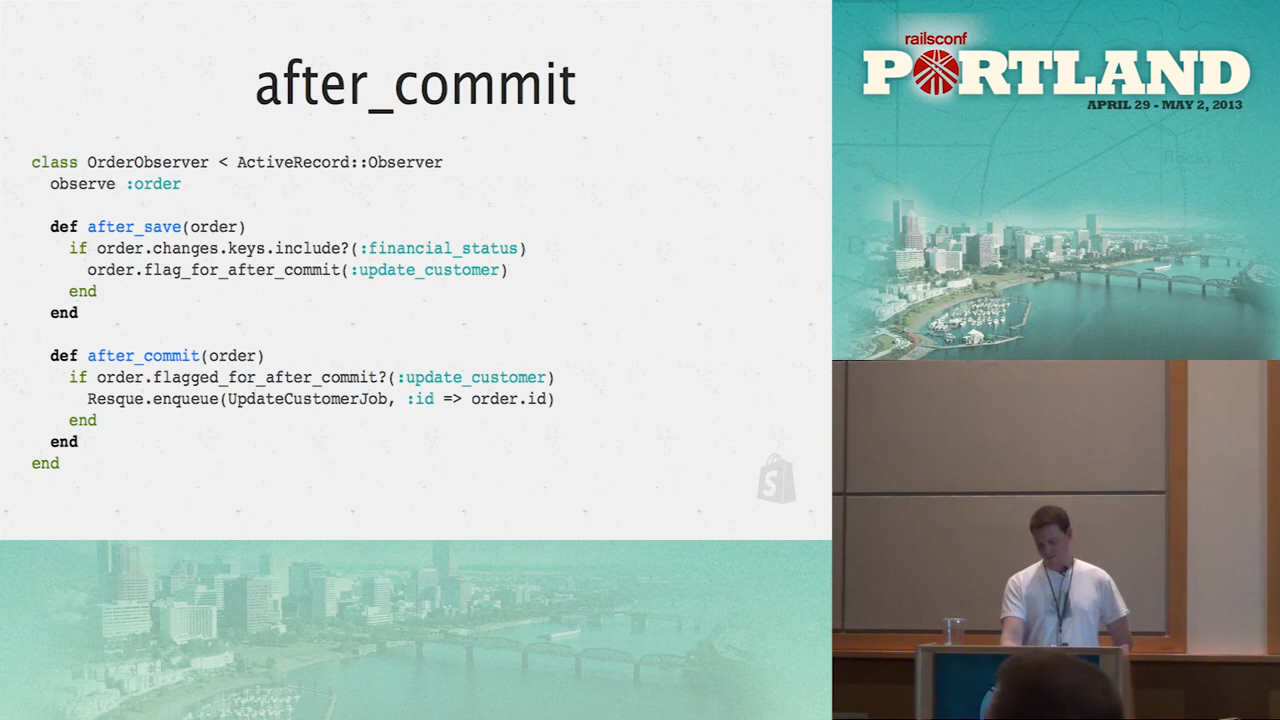 after_commit
class OrderObserver < ActiveRecord::Observer
  observe :order

  def after_save(order)
    if order.changes.keys.include?(:financial_status)
      order.flag_for_after_commit(:update_customer)
    end
  end

  def after_commit(order)
    if order.flagged_for_after_commit?(:update_customer)
      Resque.enqueue(UpdateCustomerJob, :id => order.id)
    end
  end
end
S
railsconf
PORTLAND
APRIL 29 - MAY 2, 2013